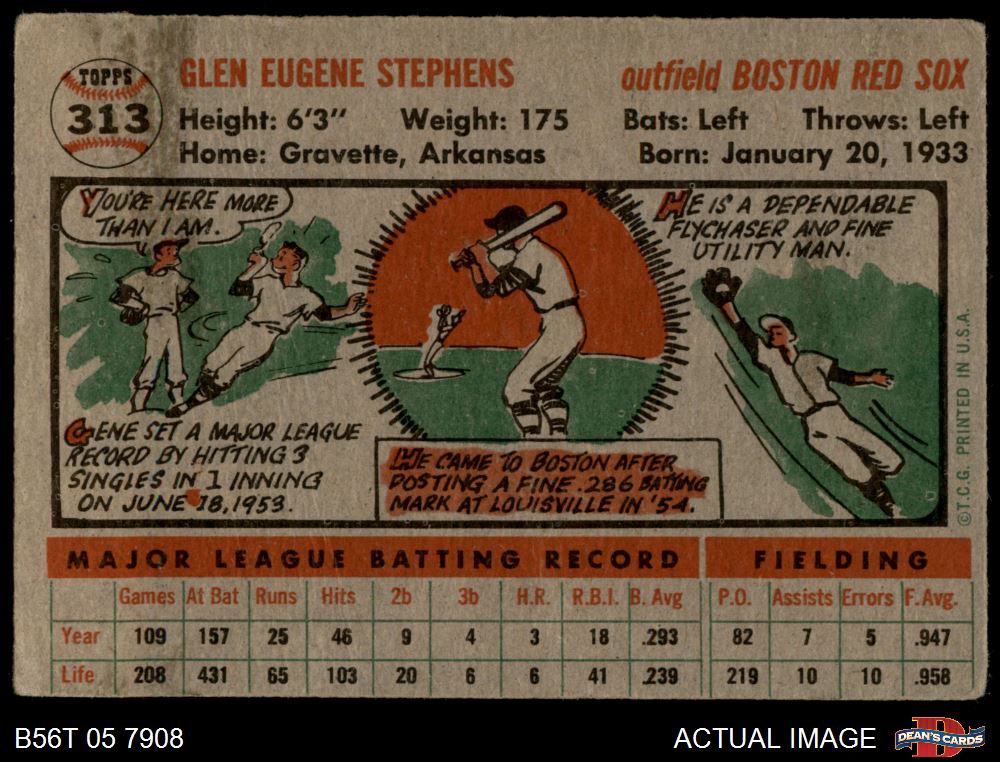 TOPPS
313
GLEN EUGENE STEPHENS
outfield BOSTON RED SOX
Height: 6'3" Weight: 175 Bats: Left Throws: Left
Home: Gravette, Arkansas Born: January 20, 1933
YOU'RE HERE MORE
THAN I AM.
GENE SET A MAJOR LEAGUE
RECORD BY HITTING 3
SINGLES IN 1 INNING
ON JUNE 18, 1953.
HE CAME TO BOSTON AFTER
POSTING A FINE .286 BATTING
MARK AT LOUISVILLE IN '54.
HE IS A DEPENDABLE
FLYCHASER AND FINE
UTILITY MAN.
©T.C.G. PRINTED IN U.S.A.
MAJOR LEAGUE BATTING RECORD FIELDING
Games At Bat Runs Hits 2b 3b H.R. R.B.I. B. Avg P.O. Assists Errors F. Avg.
Year 109 157 25 46 9 4 3 18 .293 82 7 5 .947
Life 208 431 65 103 20 6 6 41 .239 219 10 10 .958
B56T 05 7908
ACTUAL IMAGE
D
DEAN'S CARDS